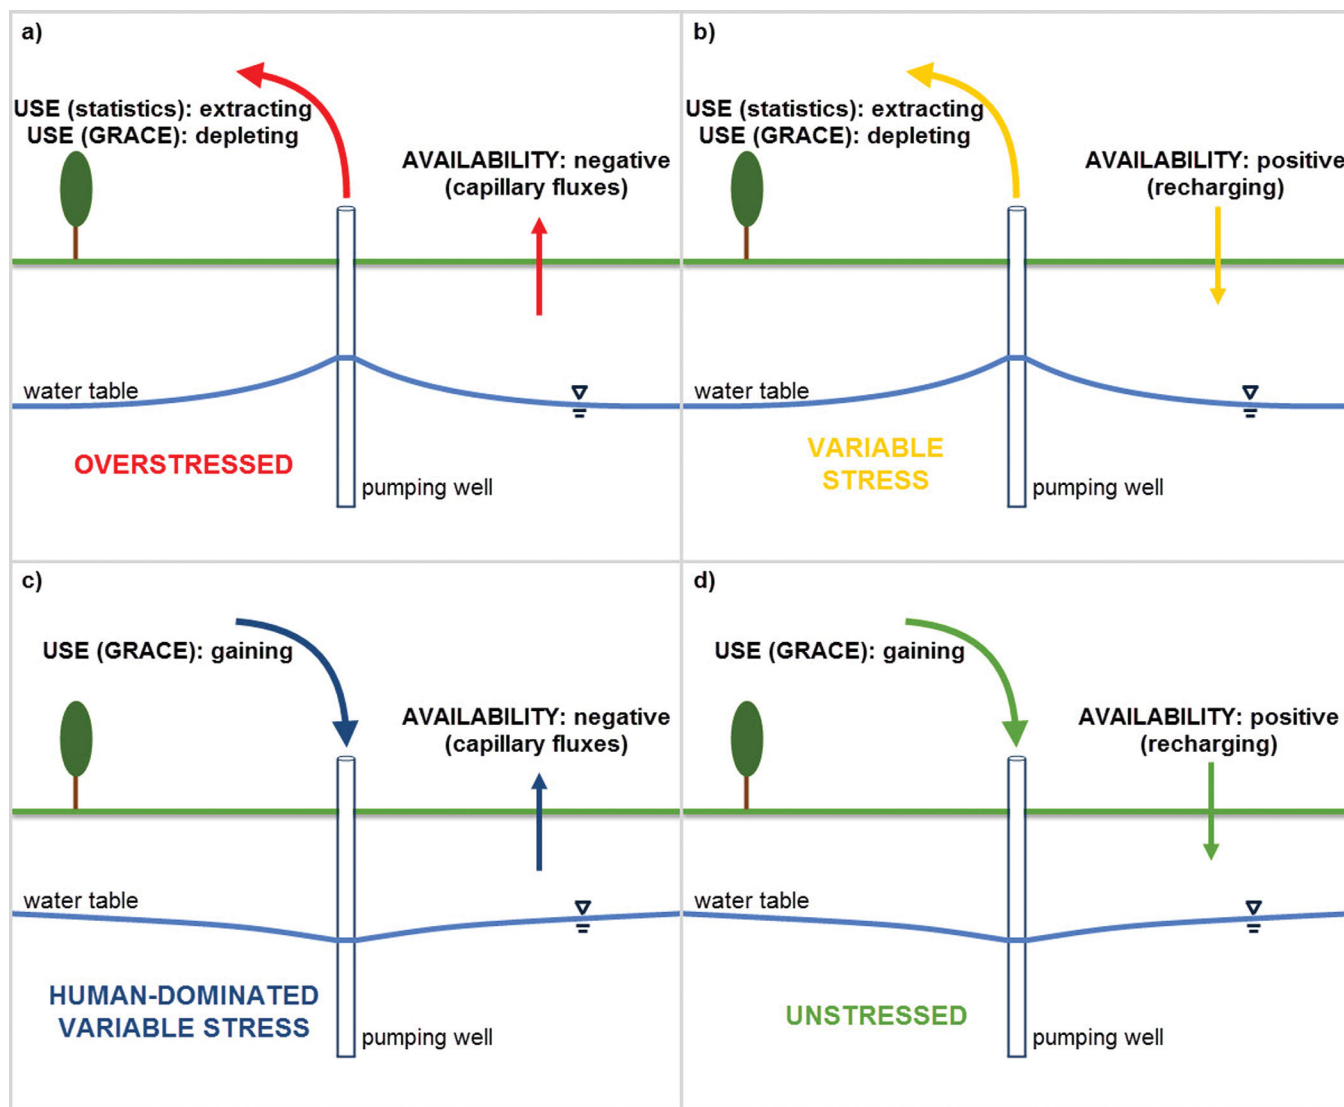 a)
USE (statistics): extracting
USE (GRACE): depleting
AVAILABILITY: negative
(capillary fluxes)
water table
OVERSTRESSED
pumping well
b)
USE (statistics): extracting
USE (GRACE): depleting
AVAILABILITY: positive
(recharging)
water table
VARIABLE
STRESS
pumping well
c)
USE (GRACE): gaining
AVAILABILITY: negative
(capillary fluxes)
water table
HUMAN-DOMINATED
VARIABLE STRESS
pumping well
d)
USE (GRACE): gaining
AVAILABILITY: positive
(recharging)
water table
UNSTRESSED
pumping well